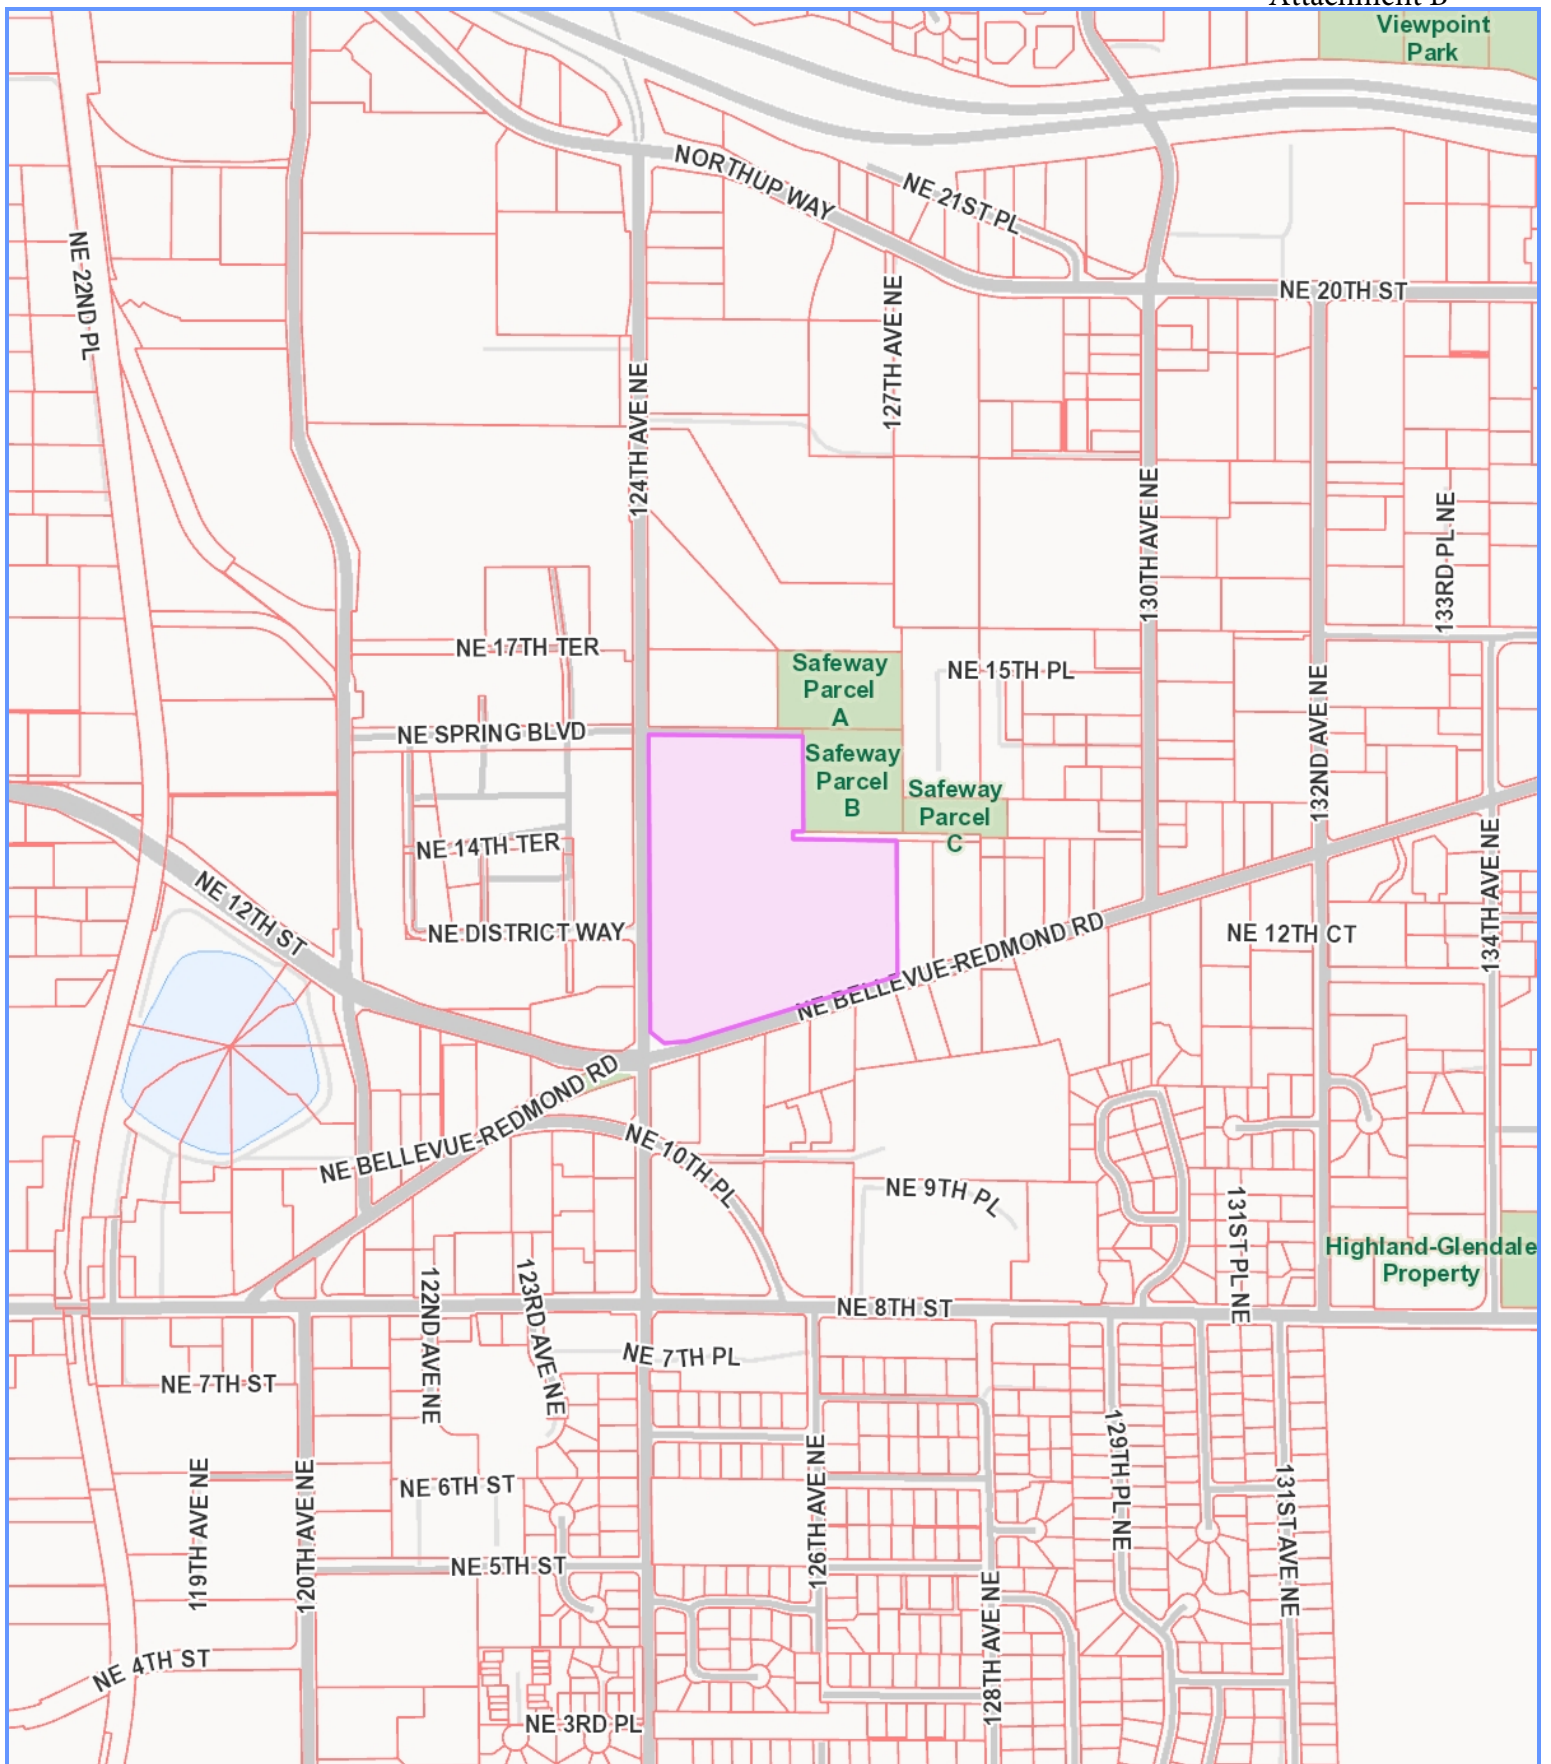 Attachment B
Viewpoint
Park
NORTHUP WAY
NE 21ST PL
NE 22ND PL
127TH AVE NE
NE 20TH ST
124TH AVE NE
130TH AVE NE
133RD PL NE
NE 17TH TER
Safeway
Parcel
A
NE 15TH PL
132ND AVE NE
NE SPRING BLVD
Safeway
Parcel
B
Safeway
Parcel
C
NE 14TH TER
134TH AVE NE
NE 12TH ST
NE DISTRICT WAY
NE BELLEVUE-REDMOND RD
NE 12TH CT
NE BELLEVUE-REDMOND RD
NE 10TH PL
NE 9TH PL
131ST PL NE
Highland-Glendale
Property
122ND AVE NE
123RD AVE NE
NE 8TH ST
NE 7TH PL
NE 7TH ST
129TH PL NE
119TH AVE NE
120TH AVE NE
NE 6TH ST
126TH AVE NE
131ST AVE NE
NE 5TH ST
128TH AVE NE
NE 4TH ST
NE 3RD PL